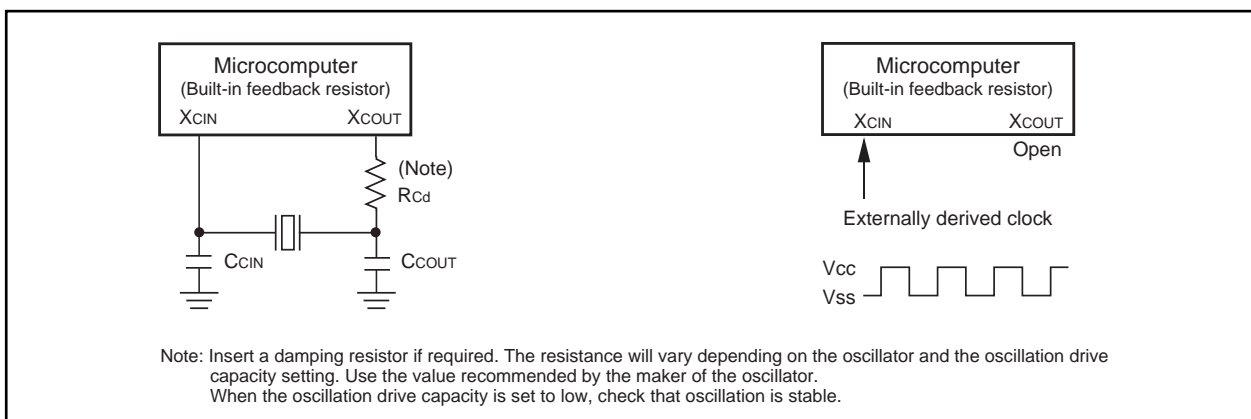 Microcomputer
(Built-in feedback resistor)
XCIN XCOUT
(Note)
RCd
CCIN CCOUT
Microcomputer
(Built-in feedback resistor)
XCIN XCOUT
Open
Externally derived clock
Vcc
Vss
Note: Insert a damping resistor if required. The resistance will vary depending on the oscillator and the oscillation drive
capacity setting. Use the value recommended by the maker of the oscillator.
When the oscillation drive capacity is set to low, check that oscillation is stable.